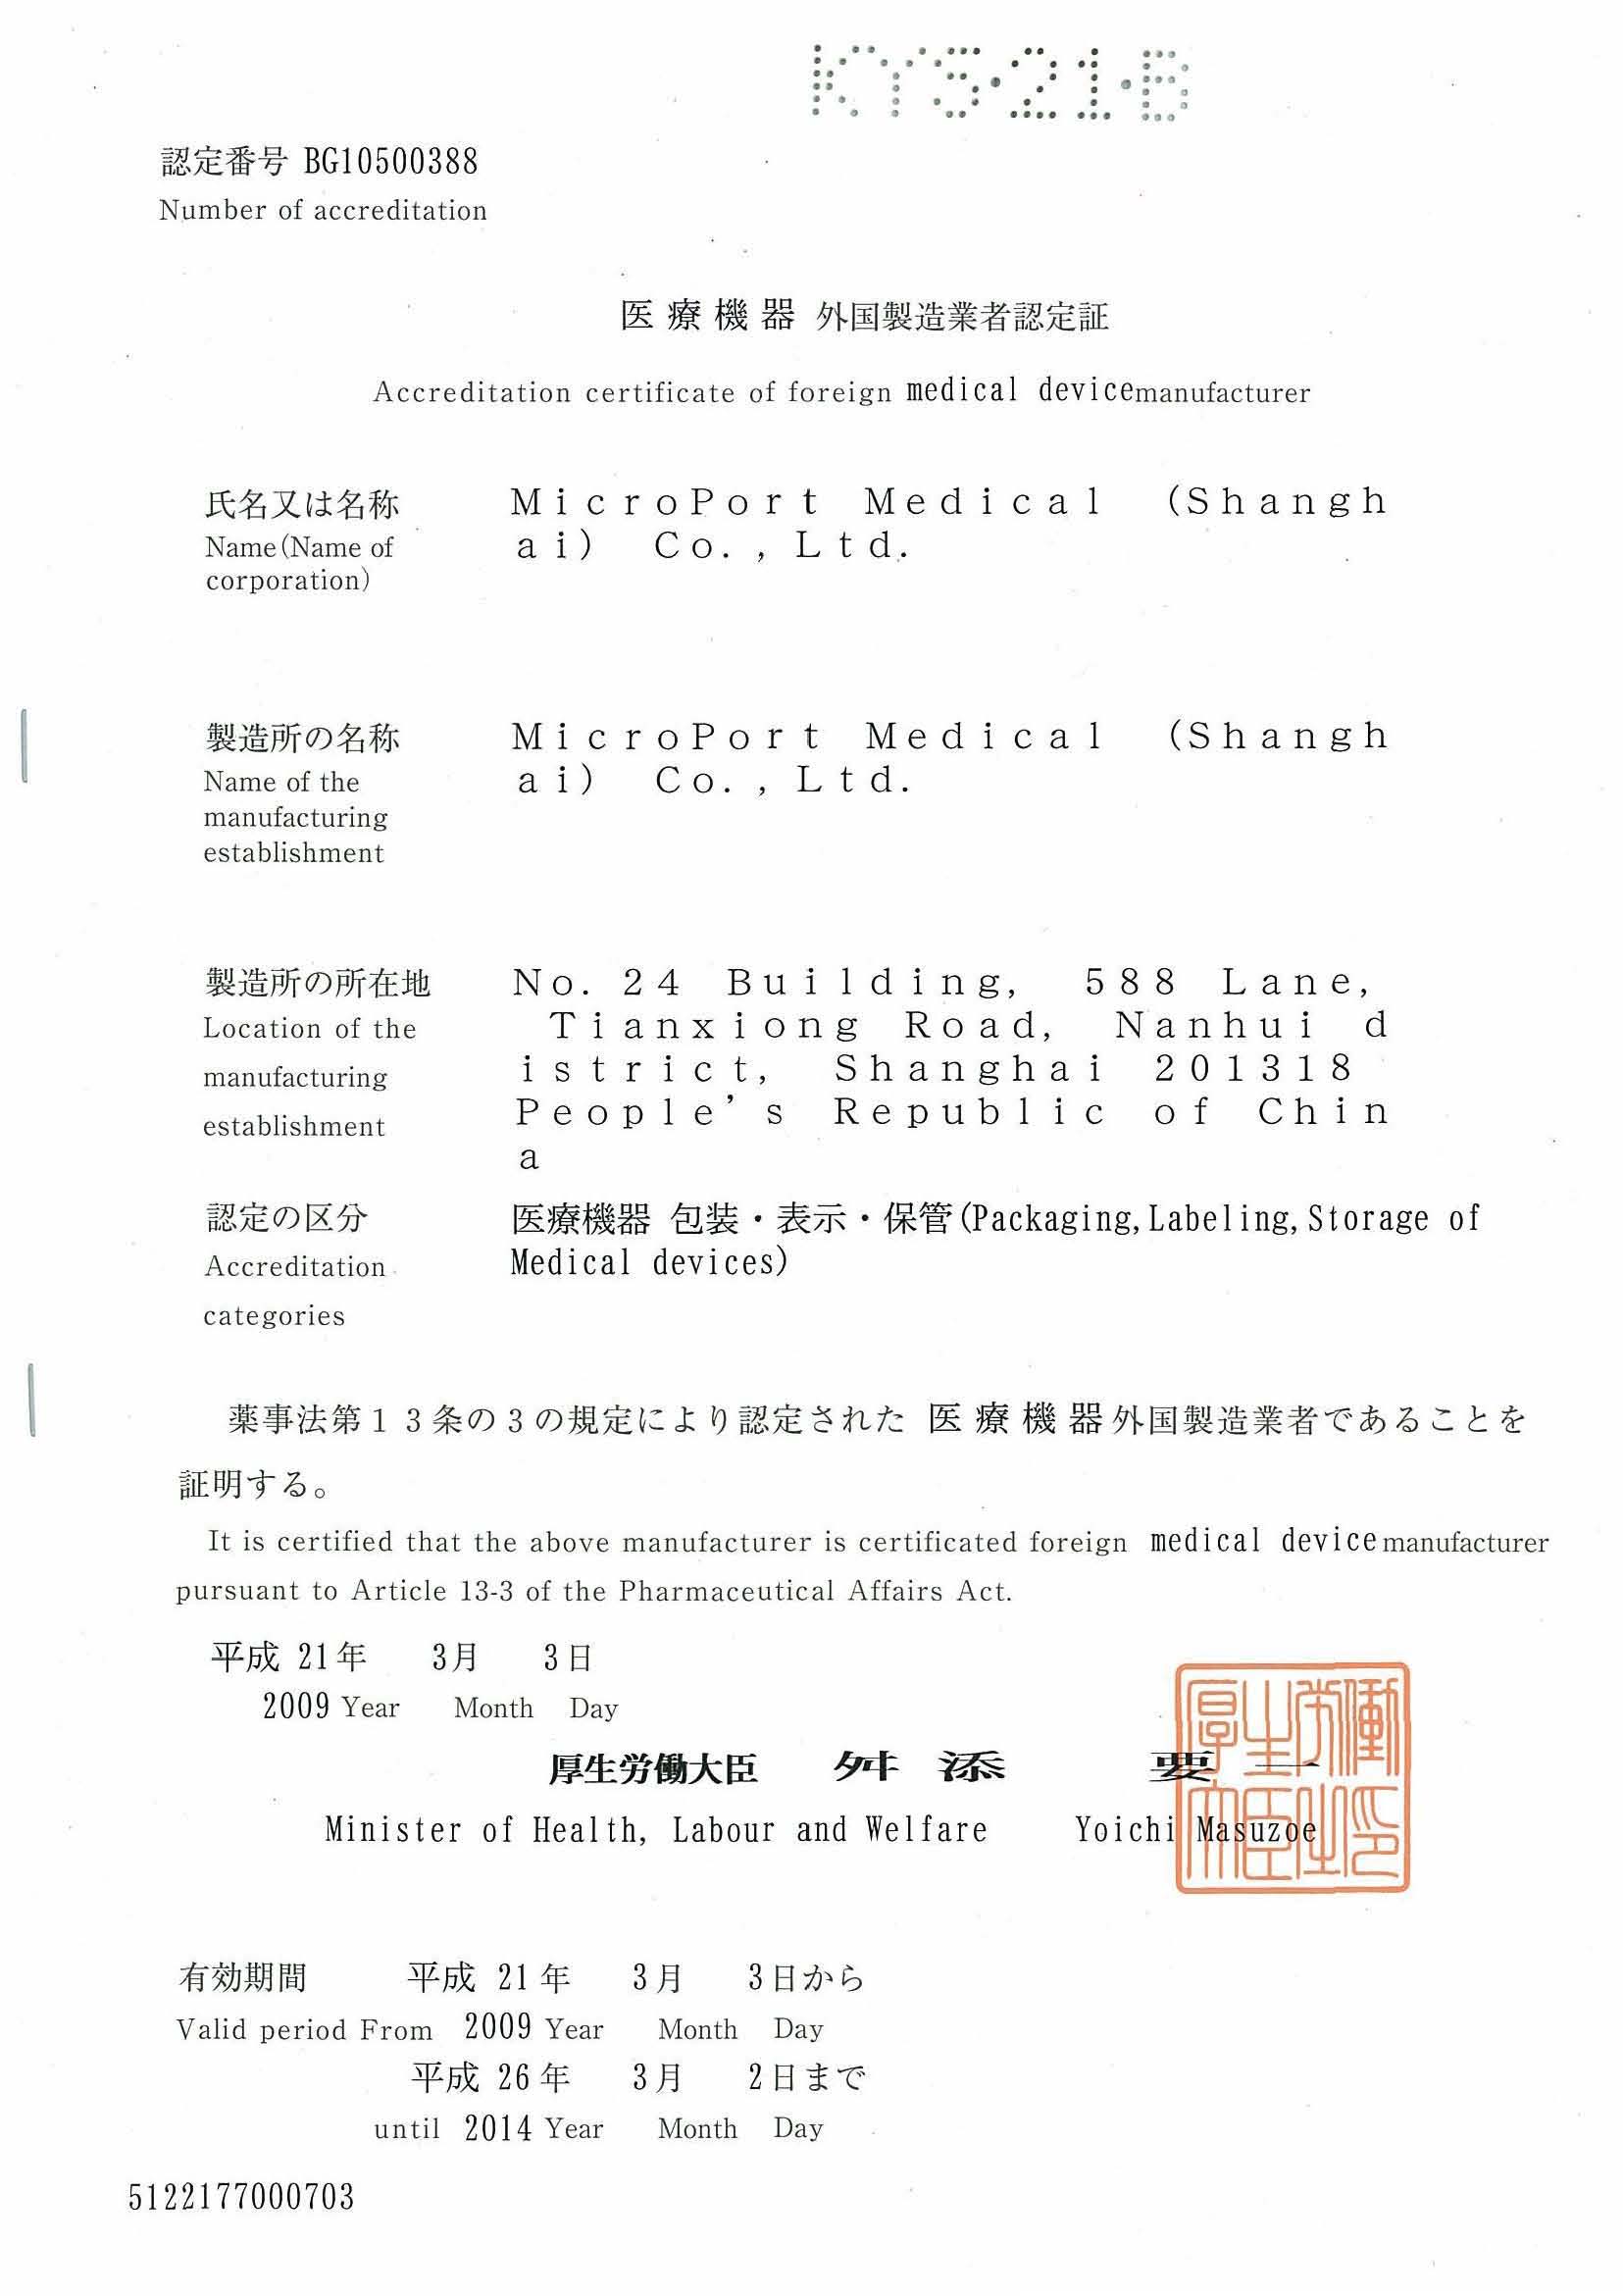 KYS·21·B
認定番号 BG10500388
Number of accreditation
医療機器 外国製造業者認定証
Accreditation certificate of foreign medical devicemanufacturer
氏名又は名称 MicroPort Medical (Shangh
Name(Name of ai) Co.,Ltd.
corporation)
製造所の名称 MicroPort Medical (Shangh
Name of the ai) Co.,Ltd.
manufacturing
establishment
製造所の所在地 No. 24 Building, 588 Lane,
Location of the Tianxiong Road, Nanhui d
manufacturing istrict, Shanghai 201318
establishment People's Republic of Chin
a
認定の区分 医療機器 包装・表示・保管(Packaging,Labeling,Storage of
Accreditation Medical devices)
categories
薬事法第13条の3の規定により認定された 医療機器外国製造業者であることを
証明する。
It is certified that the above manufacturer is certificated foreign medical device manufacturer
pursuant to Article 13-3 of the Pharmaceutical Affairs Act.
平成 21年 3月 3日
2009 Year Month Day
厚生労働大臣 舛添 要一
Minister of Health, Labour and Welfare Yoichi Masuzoe
厚生労働大臣之印
有効期間 平成 21年 3月 3日から
Valid period From 2009 Year Month Day
平成 26年 3月 2日まで
until 2014 Year Month Day
5122177000703